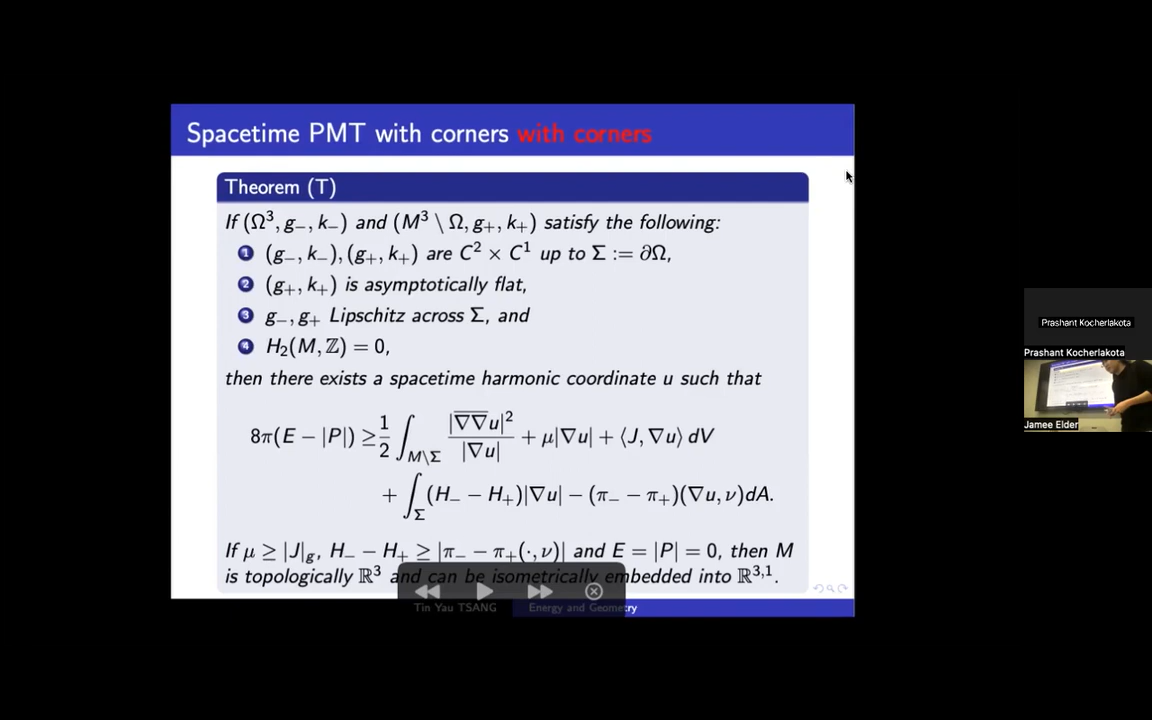 Spacetime PMT with corners with corners
Theorem (T)
If (Ω³, g₋, k₋) and (M³ \ Ω, g₊, k₊) satisfy the following:
1 (g₋, k₋), (g₊, k₊) are C² × C¹ up to Σ := ∂Ω,
2 (g₊, k₊) is asymptotically flat,
3 g₋, g₊ Lipschitz across Σ, and
4 H₂(M, ℤ) = 0,
then there exists a spacetime harmonic coordinate u such that
8π(E − |P|) ≥ 1/2 ∫_{M\Σ} |∇̅∇̅u|²/|∇u| + μ|∇u| + ⟨J, ∇u⟩ dV
+ ∫_Σ (H₋ − H₊)|∇u| − (π₋ − π₊)(∇u, ν)dA.
If μ ≥ |J|_g, H₋ − H₊ ≥ |π₋ − π₊(·, ν)| and E = |P| = 0, then M
is topologically ℝ³ and can be isometrically embedded into ℝ³,¹.
Tin Yau TSANG Energy and Geometry
Prashant Kocherlakota
Prashant Kocherlakota
Jamee Elder